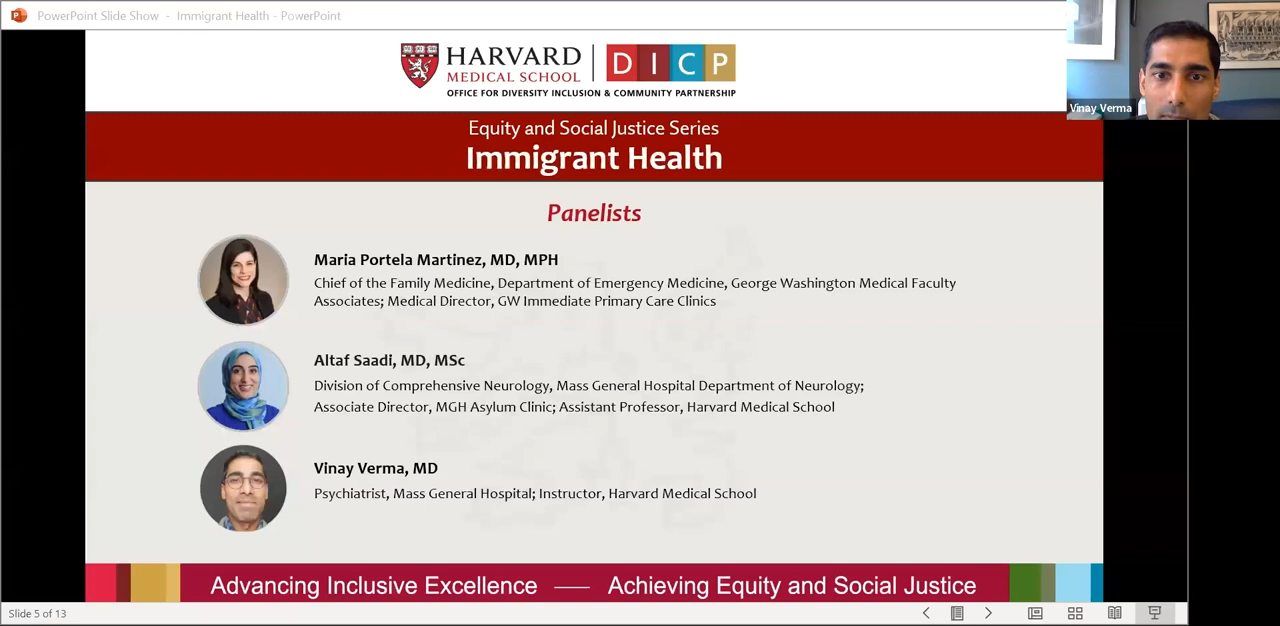 PowerPoint Slide Show - Immigrant Health - PowerPoint
HARVARD
MEDICAL SCHOOL
DICP
OFFICE FOR DIVERSITY INCLUSION & COMMUNITY PARTNERSHIP
Vinay Verma
Equity and Social Justice Series
Immigrant Health
Panelists
Maria Portela Martinez, MD, MPH
Chief of the Family Medicine, Department of Emergency Medicine, George Washington Medical Faculty
Associates; Medical Director, GW Immediate Primary Care Clinics
Altaf Saadi, MD, MSc
Division of Comprehensive Neurology, Mass General Hospital Department of Neurology;
Associate Director, MGH Asylum Clinic; Assistant Professor, Harvard Medical School
Vinay Verma, MD
Psychiatrist, Mass General Hospital; Instructor, Harvard Medical School
Advancing Inclusive Excellence — Achieving Equity and Social Justice
Slide 5 of 13